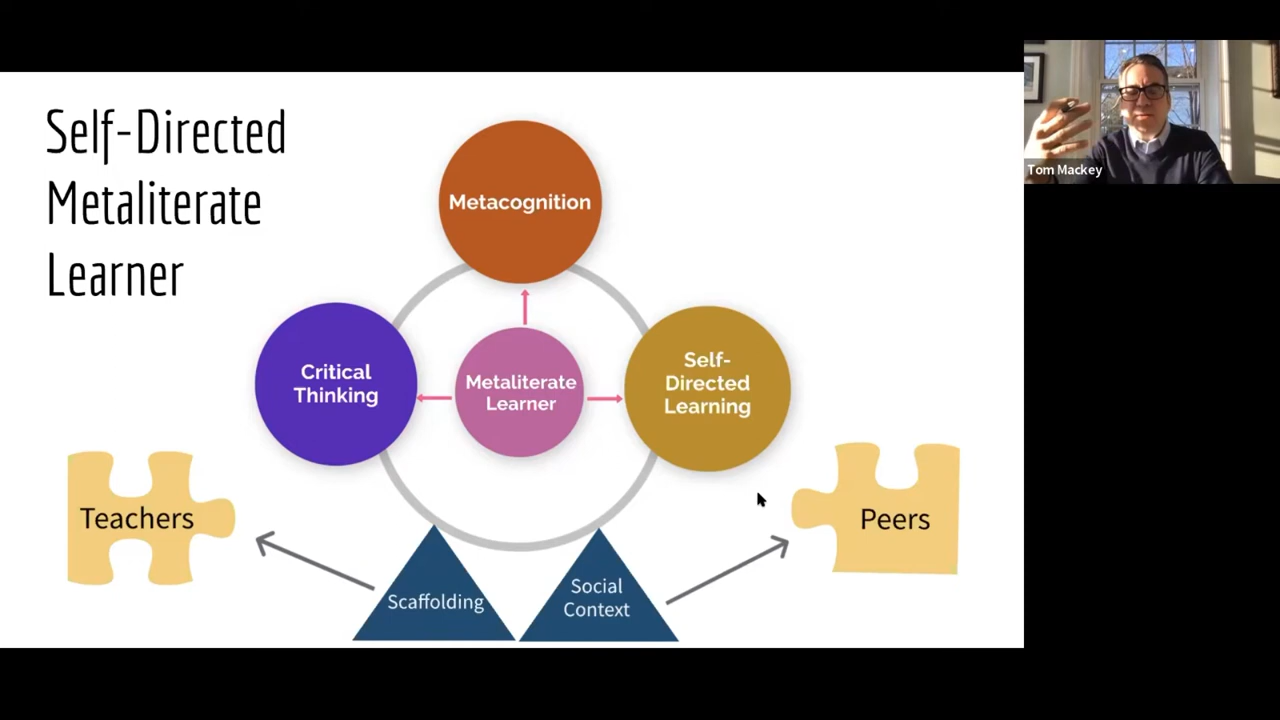 Self-Directed
Metaliterate
Learner
Metacognition
Critical
Thinking
Metaliterate
Learner
Self-
Directed
Learning
Teachers
Peers
Scaffolding
Social
Context
Tom Mackey